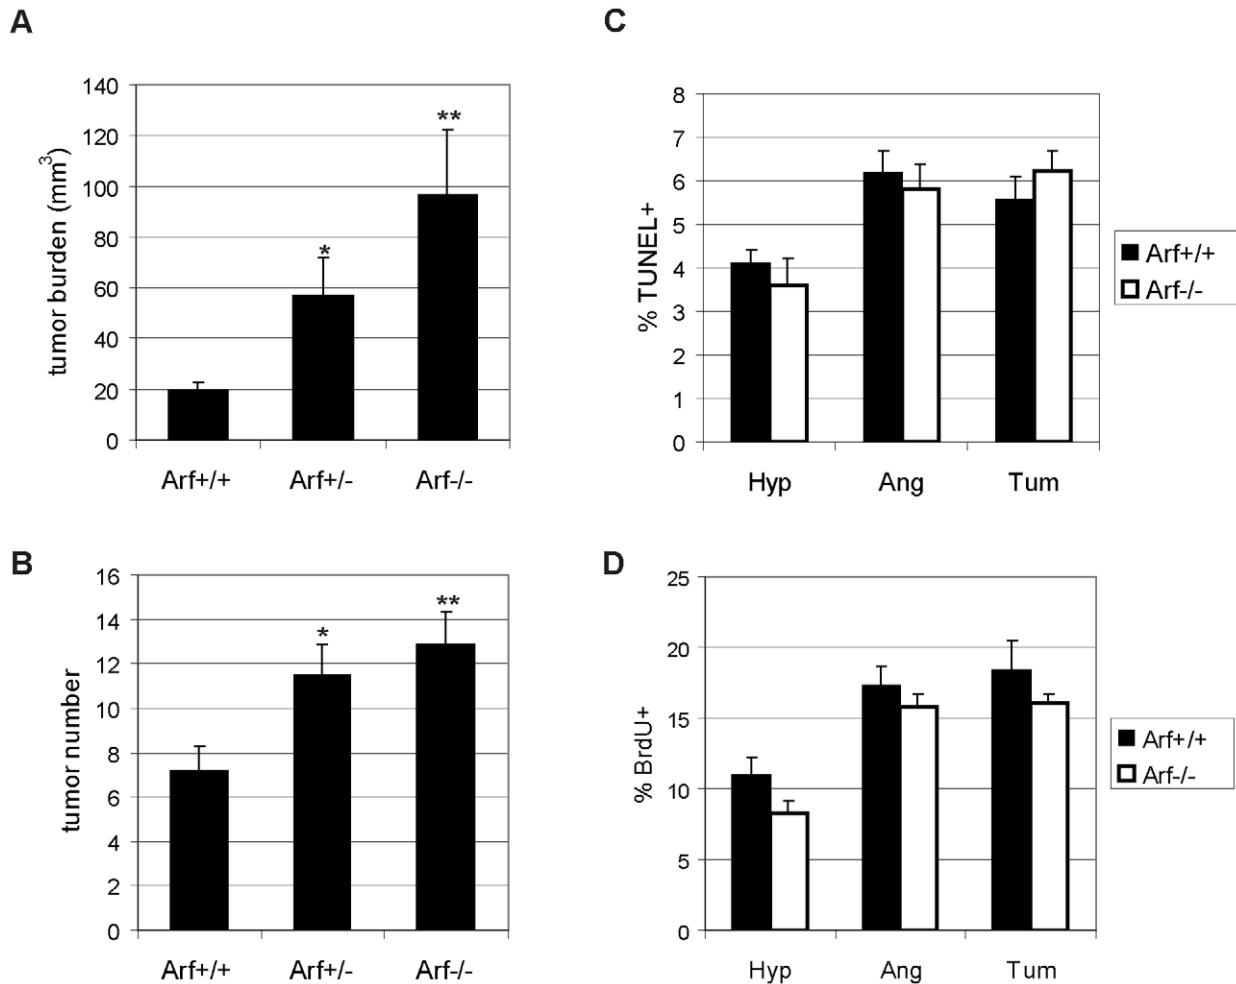 A
tumor burden (mm3)
140
120
100
80
60
40
20
0
*
**
Arf+/+ Arf+/- Arf-/-
B
tumor number
16
14
12
10
8
6
4
2
0
*
**
Arf+/+ Arf+/- Arf-/-
C
% TUNEL+
8
7
6
5
4
3
2
1
0
Hyp Ang Tum
Arf+/+
Arf-/-
D
% BrdU+
25
20
15
10
5
0
Hyp Ang Tum
Arf+/+
Arf-/-